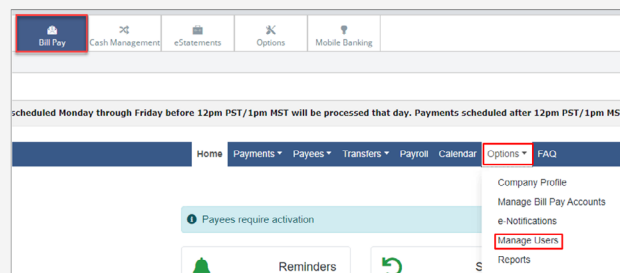 Bill Pay
Cash Management
eStatements
Options
Mobile Banking
scheduled Monday through Friday before 12pm PST/1pm MST will be processed that day. Payments scheduled after 12pm PST/1pm MS
Home Payments Payees Transfers Payroll Calendar Options FAQ
Company Profile
Manage Bill Pay Accounts
e-Notifications
Manage Users
Reports
Payees require activation
Reminders
S